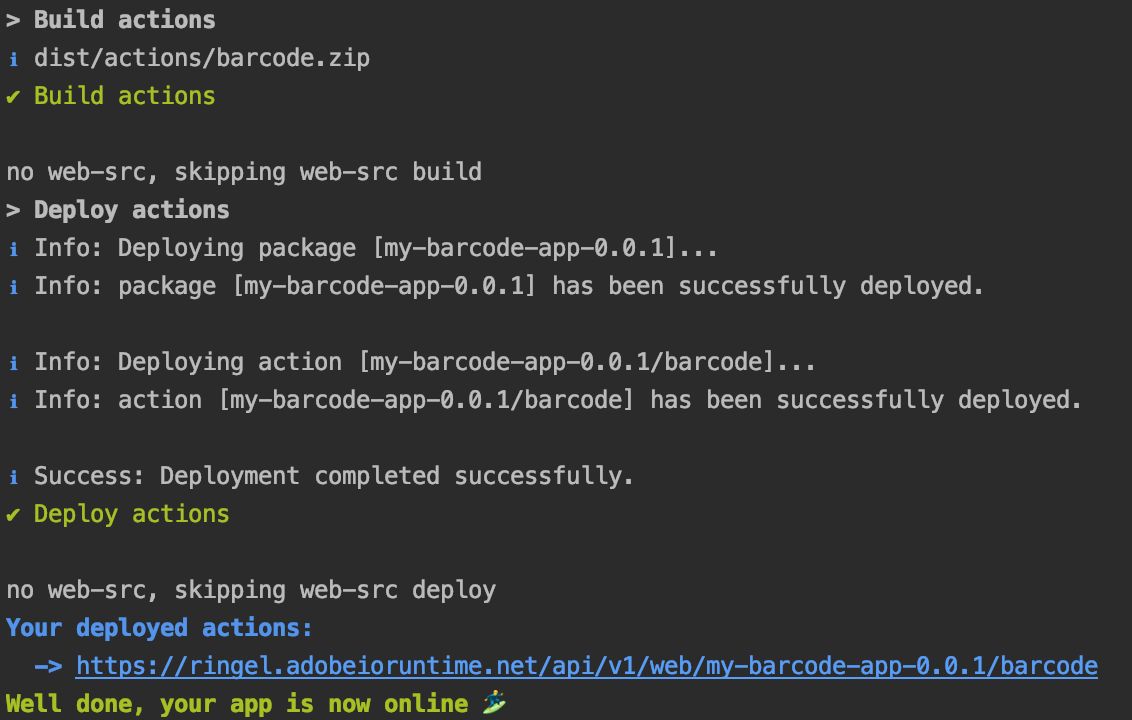 > Build actions
ℹ dist/actions/barcode.zip
✔ Build actions
no web-src, skipping web-src build
> Deploy actions
ℹ Info: Deploying package [my-barcode-app-0.0.1]...
ℹ Info: package [my-barcode-app-0.0.1] has been successfully deployed.
ℹ Info: Deploying action [my-barcode-app-0.0.1/barcode]...
ℹ Info: action [my-barcode-app-0.0.1/barcode] has been successfully deployed.
ℹ Success: Deployment completed successfully.
✔ Deploy actions
no web-src, skipping web-src deploy
Your deployed actions:
-> https://ringel.adobeioruntime.net/api/v1/web/my-barcode-app-0.0.1/barcode
Well done, your app is now online 🏄